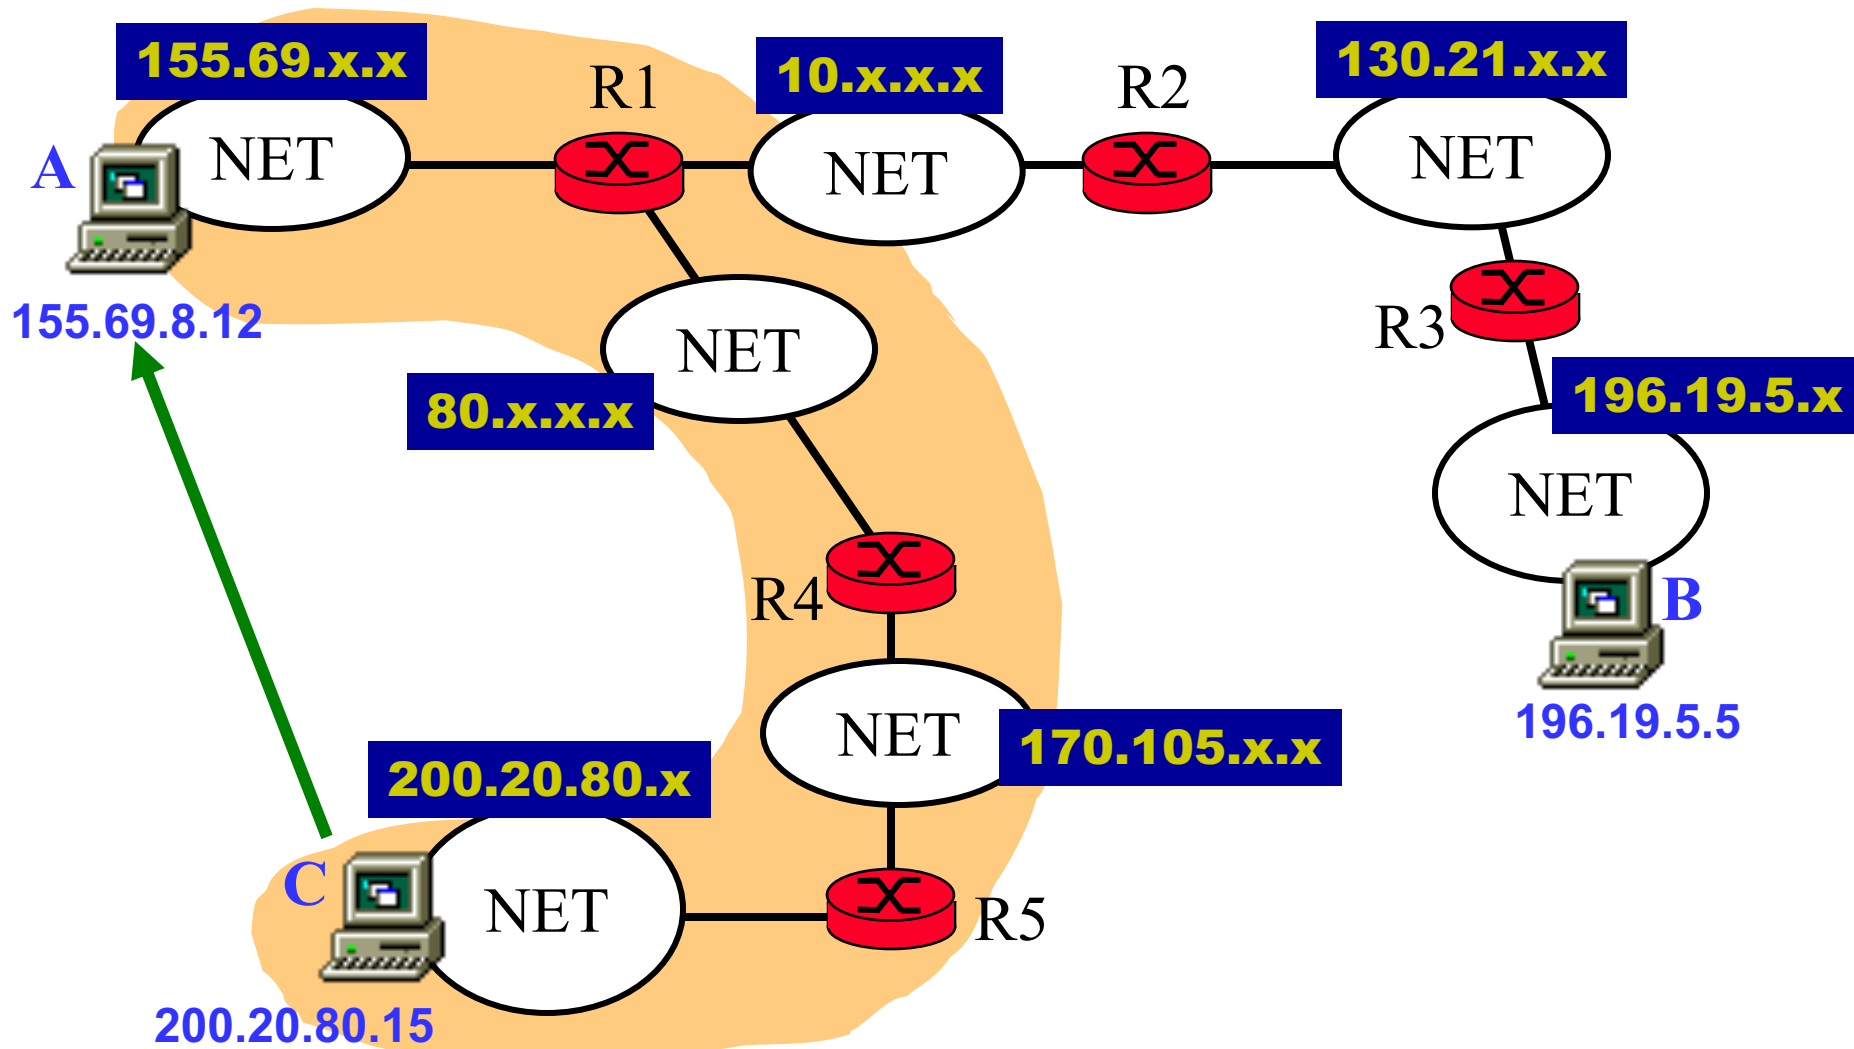 155.69.x.x
R1
10.x.x.x
R2
130.21.x.x
A
NET
NET
NET
155.69.8.12
NET
R3
80.x.x.x
196.19.5.x
NET
R4
B
NET
170.105.x.x
196.19.5.5
200.20.80.x
C
NET
R5
200.20.80.15